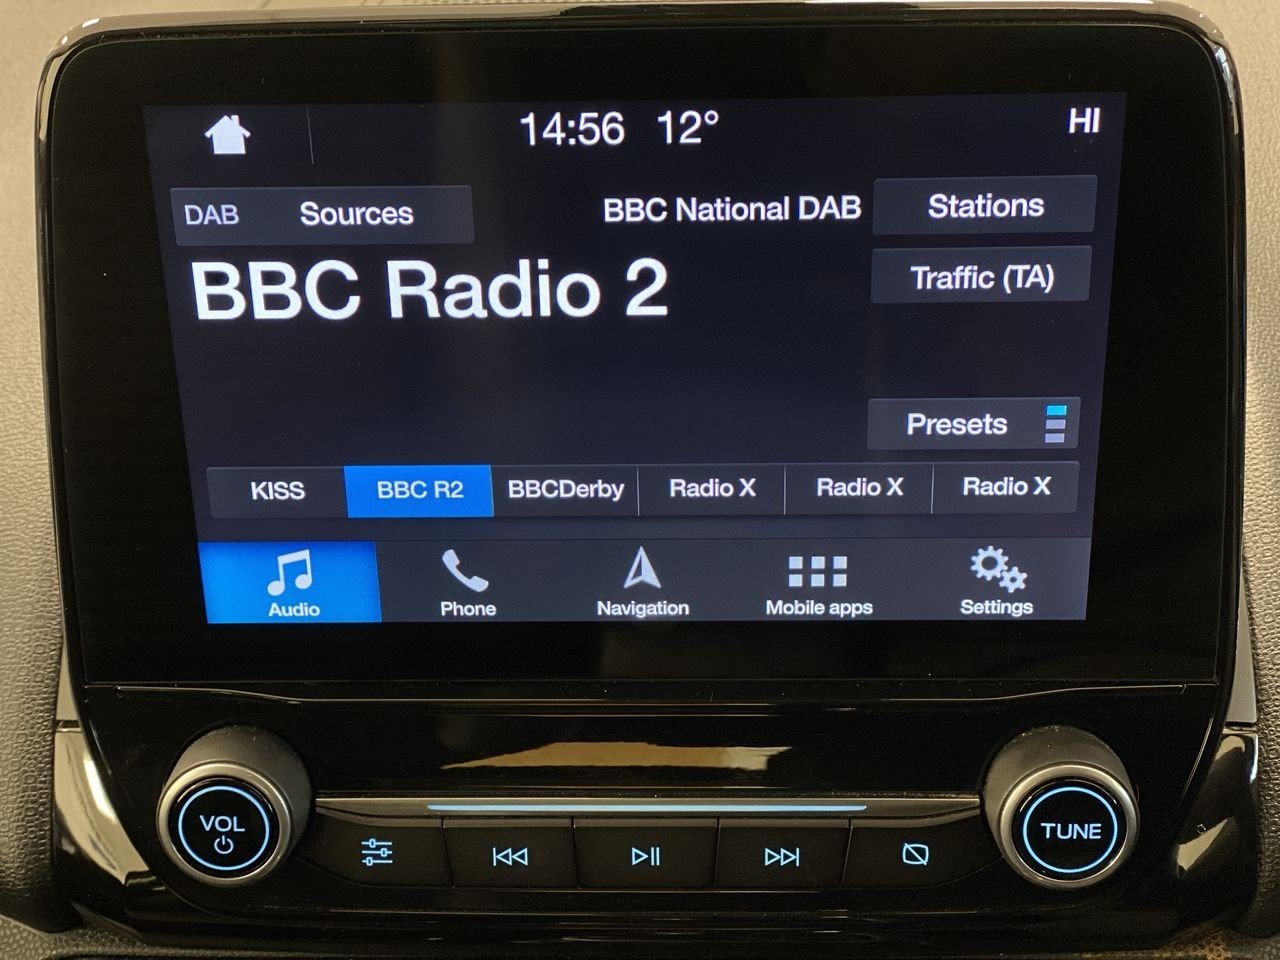 14:56 12° HI
DAB Sources BBC National DAB Stations
BBC Radio 2
Traffic (TA)
Presets
KISS BBC R2 BBCDerby Radio X Radio X Radio X
Audio Phone Navigation Mobile apps Settings
VOL
TUNE